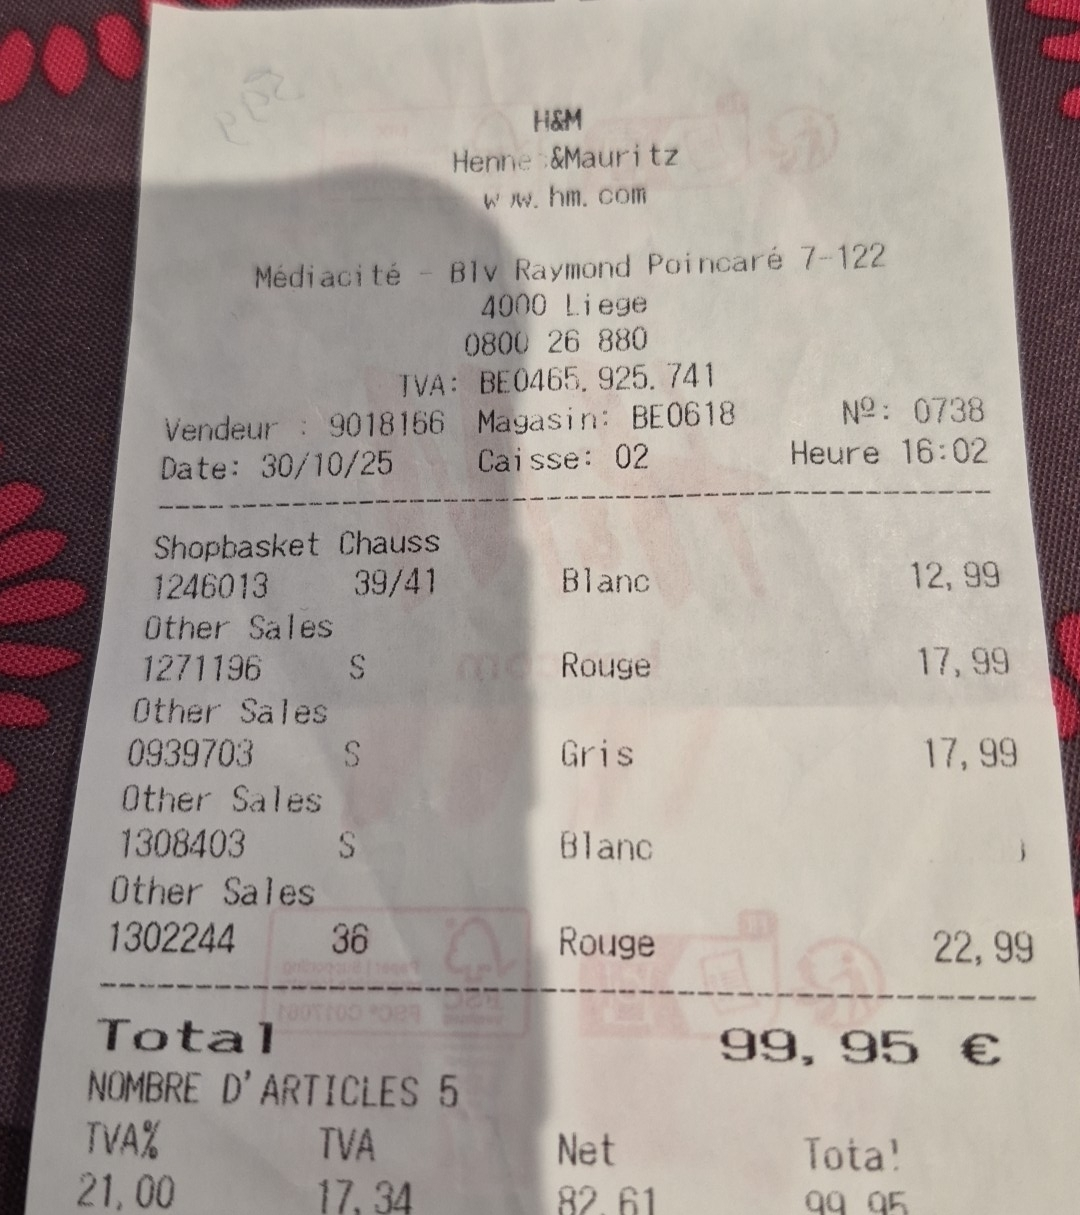 H&M
Henne &Mauritz
w w. hm. com
Médiacité - Blv Raymond Poincaré 7-122
4000 Liege
0800 26 880
TVA: BE0465. 925. 741
Vendeur : 9018166 Magasin: BE0618 Nº: 0738
Date: 30/10/25 Caisse: 02 Heure 16:02
Shopbasket Chauss
1246013 39/41 Blanc 12, 99
Other Sales
1271196 S Rouge 17, 99
Other Sales
0939703 S Gris 17, 99
Other Sales
1308403 S Blanc
Other Sales
1302244 36 Rouge 22, 99
Total 99, 95 €
NOMBRE D'ARTICLES 5
TVA% TVA Net Total
21, 00 17, 34 82, 61 99, 95